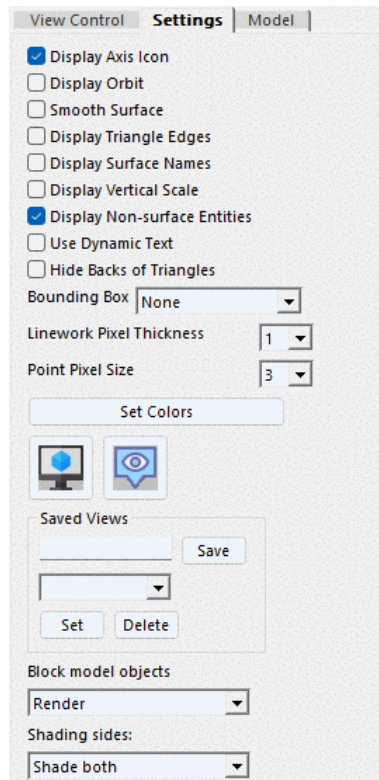 View Control Settings Model
Display Axis Icon
Display Orbit
Smooth Surface
Display Triangle Edges
Display Surface Names
Display Vertical Scale
Display Non-surface Entities
Use Dynamic Text
Hide Backs of Triangles
Bounding Box None
Linework Pixel Thickness 1
Point Pixel Size 3
Set Colors
Saved Views
Save
Set Delete
Block model objects
Render
Shading sides:
Shade both